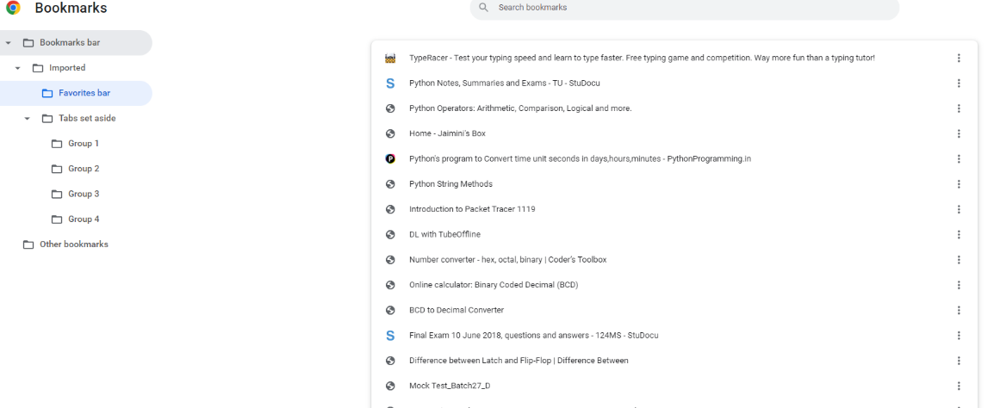 Bookmarks
Search bookmarks
Bookmarks bar
Imported
Favorites bar
Tabs set aside
Group 1
Group 2
Group 3
Group 4
Other bookmarks
TypeRacer - Test your typing speed and learn to type faster. Free typing game and competition. Way more fun than a typing tutor!
S Python Notes, Summaries and Exams - TU - StuDocu
Python Operators: Arithmetic, Comparison, Logical and more.
Home - Jaimini's Box
P Python's program to Convert time unit seconds in days,hours,minutes - PythonProgramming.in
Python String Methods
Introduction to Packet Tracer 1119
DL with TubeOffline
Number converter - hex, octal, binary | Coder's Toolbox
Online calculator: Binary Coded Decimal (BCD)
BCD to Decimal Converter
S Final Exam 10 June 2018, questions and answers - 124MS - StuDocu
Difference between Latch and Flip-Flop | Difference Between
Mock Test_Batch27_D